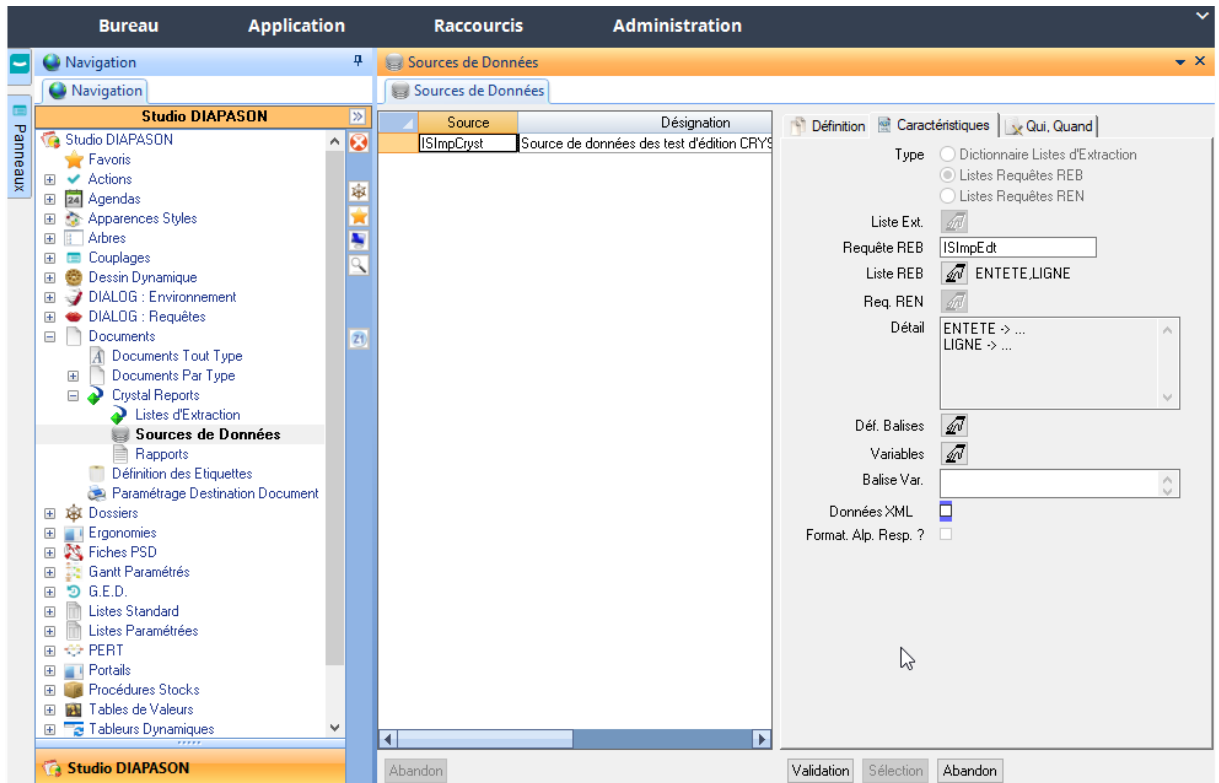 Bureau Application Raccourcis Administration
Panneaux
Navigation
Navigation
Studio DIAPASON
Studio DIAPASON
Favoris
Actions
24 Agendas
Apparences Styles
Arbres
Couplages
Dessin Dynamique
DIALOG : Environnement
DIALOG : Requêtes
Documents
Documents Tout Type
Documents Par Type
Crystal Reports
Listes d'Extraction
Sources de Données
Rapports
Définition des Etiquettes
Paramétrage Destination Document
Dossiers
Ergonomies
Fiches PSD
Gantt Paramétrés
G.E.D.
Listes Standard
Listes Paramétrées
PERT
Portails
Procédures Stocks
Tables de Valeurs
Tableurs Dynamiques
Studio DIAPASON
21
Sources de Données
Sources de Données
Source Désignation
ISImpCryst Source de données des test d'édition CRYS
Abandon
Définition Caractéristiques Qui, Quand
Type Dictionnaire Listes d'Extraction
Listes Requêtes REB
Listes Requêtes REN
Liste Ext.
Requête REB ISImpEdt
Liste REB ENTETE,LIGNE
Req. REN
Détail ENTETE -> ...
LIGNE -> ...
Déf. Balises
Variables
Balise Var.
Données XML
Format. Alp. Resp. ?
Validation Sélection Abandon